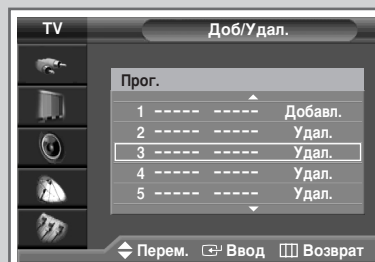 TV Доб/Удал.
Прог.
1 ----- ----- Добавл.
2 ----- ----- Удал.
3 ----- ----- Удал.
4 ----- ----- Удал.
5 ----- ----- Удал.
Перем. Ввод Возврат